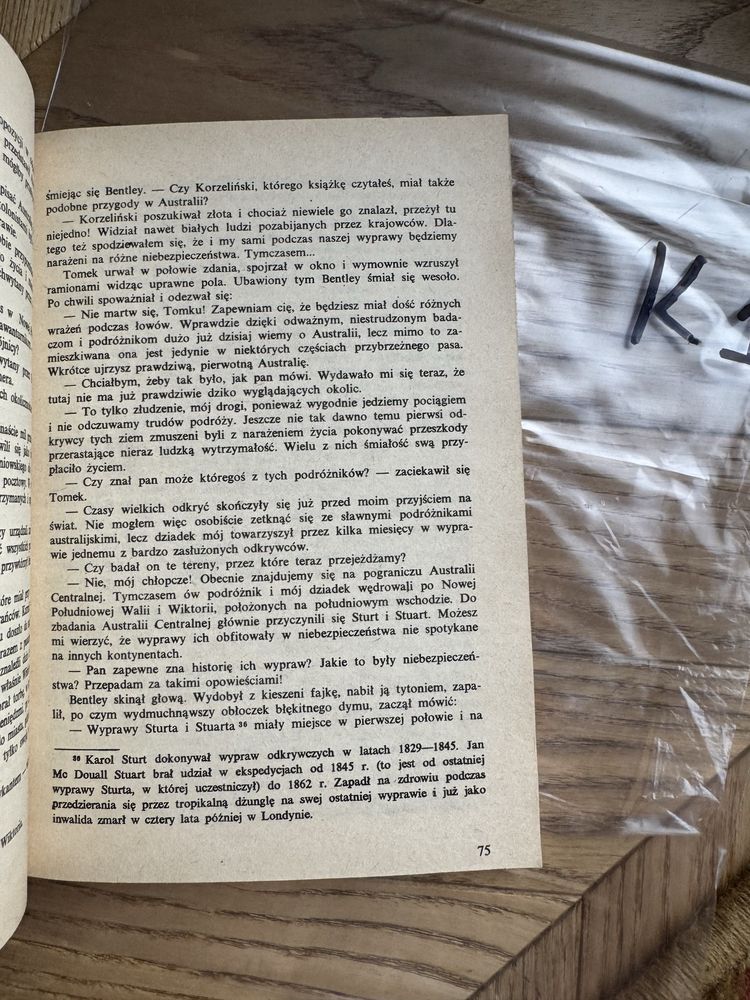 śmiejąc się Bentley. — Czy Korzeliński, którego książkę czytałeś, miał także
podobne przygody w Australii?
— Korzeliński poszukiwał złota i chociaż niewiele go znalazł, przeżył tu
niejedno! Widział nawet białych ludzi pozabijanych przez krajowców. Dla-
tego też spodziewałem się, że i my sami podczas naszej wyprawy będziemy
narażeni na różne niebezpieczeństwa. Tymczasem...
Tomek urwał w połowie zdania, spojrzał w okno i wymownie wzruszył
ramionami widząc uprawne pola. Ubawiony tym Bentley śmiał się wesoło.
Po chwili spoważniał i odezwał się:
— Nie martw się, Tomku! Zapewniam cię, że będziesz miał dość różnych
wrażeń podczas łowów. Wprawdzie dzięki odważnym, niestrudzonym bada-
czom i podróżnikom dużo już dzisiaj wiemy o Australii, lecz mimo to za-
mieszkiwana ona jest jedynie w niektórych częściach przybrzeżnego pasa.
Wkrótce ujrzysz prawdziwą, pierwotną Australię.
— Chciałbym, żeby tak było, jak pan mówi. Wydawało mi się teraz, że
tutaj nie ma już prawdziwie dziko wyglądających okolic.
— To tylko złudzenie, mój drogi, ponieważ wygodnie jedziemy pociągiem
i nie odczuwamy trudów podróży. Jeszcze nie tak dawno temu pierwsi od-
krywcy tych ziem zmuszeni byli z narażeniem życia pokonywać przeszkody
przerastające nieraz ludzką wytrzymałość. Wielu z nich śmiałość swą przy-
płaciło życiem.
— Czy znał pan może któregoś z tych podróżników? — zaciekawił się
Tomek.
— Czasy wielkich odkryć skończyły się już przed moim przyjściem na
świat. Nie mogłem więc osobiście zetknąć się ze sławnymi podróżnikami
australijskimi, lecz dziadek mój towarzyszył przez kilka miesięcy w wypra-
wie jednemu z bardzo zasłużonych odkrywców.
— Czy badał on te tereny, przez które teraz przejeżdżamy?
— Nie, mój chłopcze! Obecnie znajdujemy się na pograniczu Australii
Centralnej. Tymczasem ów podróżnik i mój dziadek wędrowali po Nowej
Południowej Walii i Wiktorii, położonych na południowym wschodzie. Do
zbadania Australii Centralnej głównie przyczynili się Sturt i Stuart. Możesz
mi wierzyć, że wyprawy ich obfitowały w niebezpieczeństwa nie spotykane
na innych kontynentach.
— Pan zapewne zna historię ich wypraw? Jakie to były niebezpieczeń-
stwa? Przepadam za takimi opowieściami!
Bentley skinął głową. Wydobył z kieszeni fajkę, nabił ją tytoniem, zapa-
lił, po czym wydmuchnąwszy obłoczek błękitnego dymu, zaczął mówić:
— Wyprawy Sturta i Stuarta ³⁶ miały miejsce w pierwszej połowie i na
³⁶ Karol Sturt dokonywał wypraw odkrywczych w latach 1829—1845. Jan
Mc Douall Stuart brał udział w ekspedycjach od 1845 r. (to jest od ostatniej
wyprawy Sturta, w której uczestniczył) do 1862 r. Zapadł na zdrowiu podczas
przedzierania się przez tropikalną dżunglę na swej ostatniej wyprawie i już jako
inwalida zmarł w cztery lata później w Londynie.
75